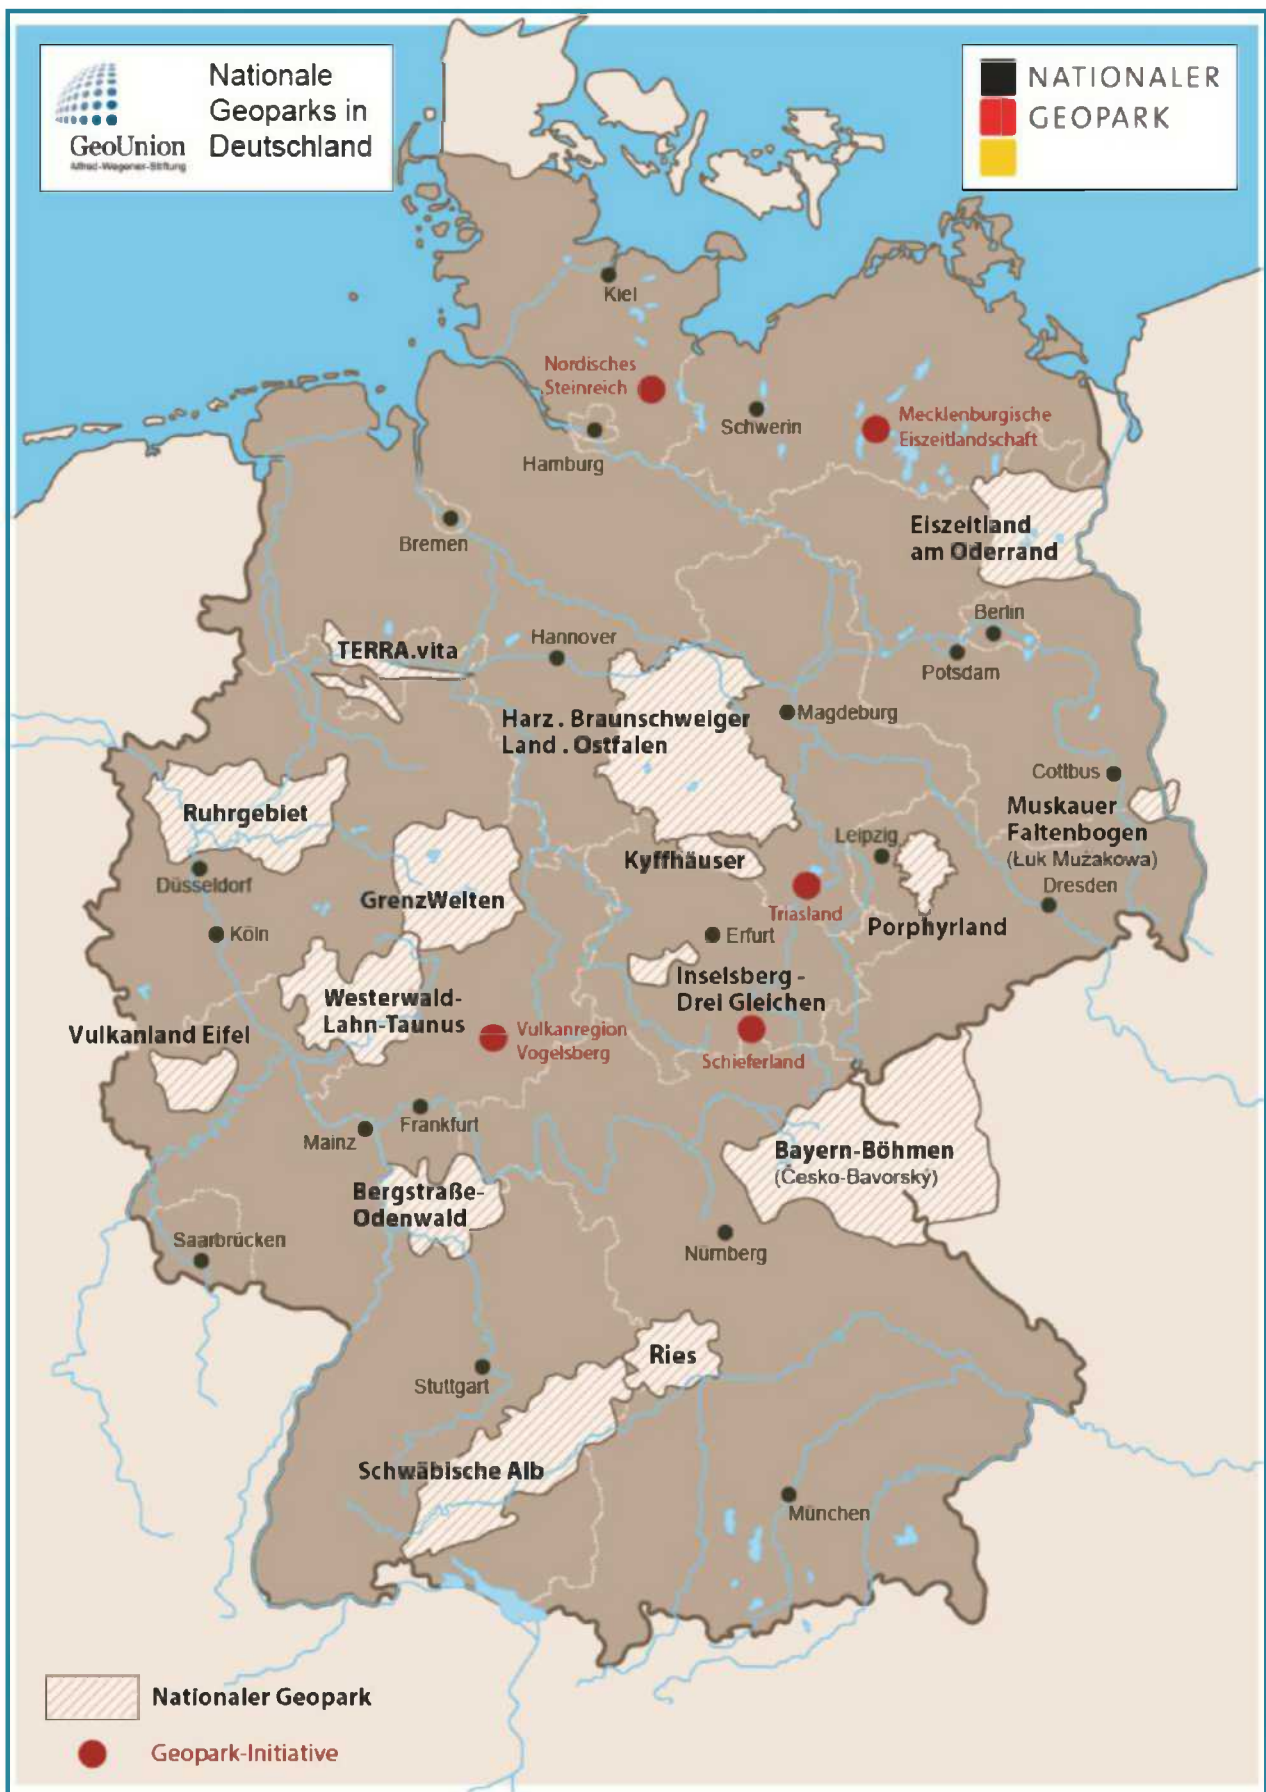 Nationale
Geoparks in
Deutschland
GeoUnion
Alfred-Wegener-Stiftung
NATIONALER
GEOPARK
Kiel
Nordisches
Steinreich
Schwerin
Mecklenburgische
Eiszeitlandschaft
Hamburg
Bremen
Eiszeitland
am Oderrand
Berlin
Potsdam
TERRA.vita
Hannover
Harz . Braunschweiger
Land . Ostfalen
Magdeburg
Cottbus
Muskauer
Faltenbogen
(Łuk Mużakowa)
Dresden
Ruhrgebiet
Düsseldorf
GrenzWelten
Kyffhäuser
Leipzig
Triasland
Porphyrland
Köln
Erfurt
Inselsberg -
Drei Gleichen
Westerwald-
Lahn-Taunus
Vulkanland Eifel
Vulkanregion
Vogelsberg
Schieferland
Frankfurt
Mainz
Bayern-Böhmen
(Česko-Bavorský)
Bergstraße-
Odenwald
Saarbrücken
Nürnberg
Ries
Stuttgart
Schwäbische Alb
München
Nationaler Geopark
Geopark-Initiative